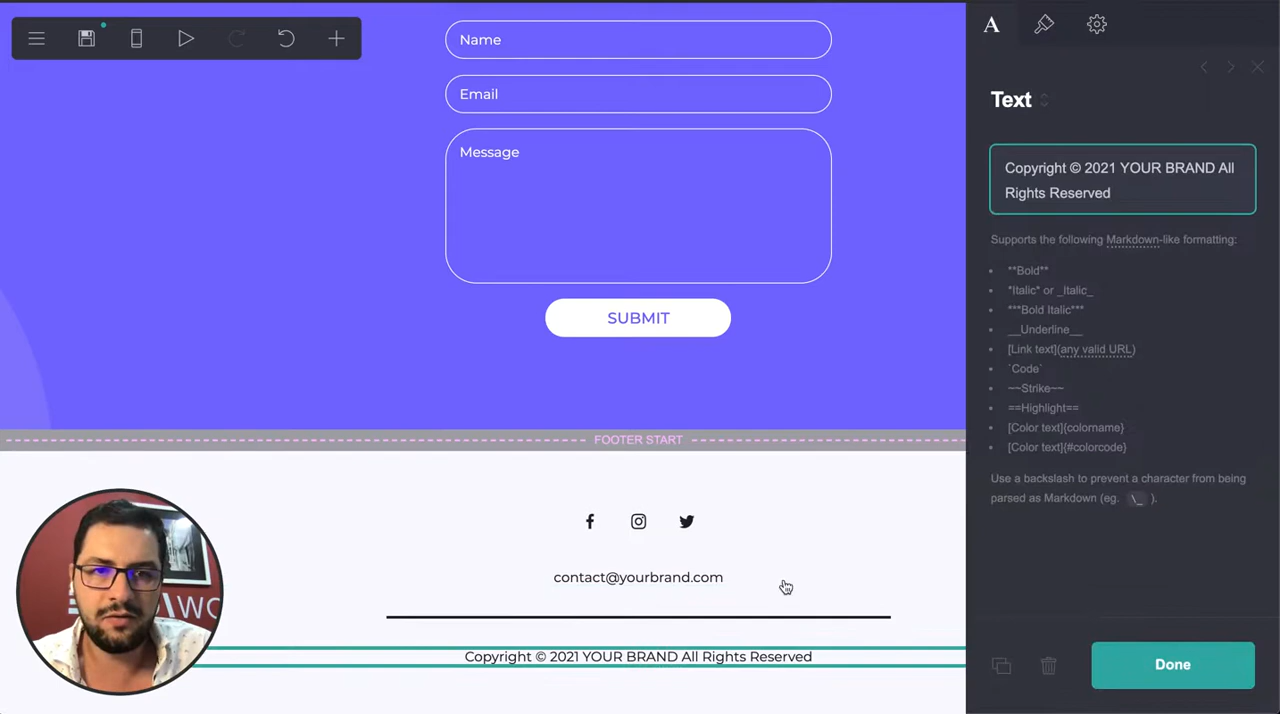 Name
Email
Message
SUBMIT
FOOTER START
contact@yourbrand.com
Copyright © 2021 YOUR BRAND All Rights Reserved
A
Text
Copyright © 2021 YOUR BRAND All
Rights Reserved
Supports the following Markdown-like formatting:
**Bold**
*Italic* or _Italic_
***Bold Italic***
__Underline__
[Link text](any valid URL)
`Code`
~~Strike~~
==Highlight==
[Color text]{colorname}
[Color text]{#colorcode}
Use a backslash to prevent a character from being
parsed as Markdown (eg. \_ ).
Done